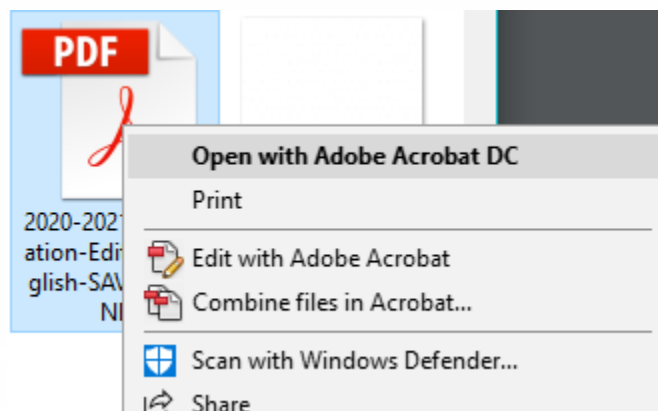 PDF
Open with Adobe Acrobat DC
Print
2020-2021
ation-Edi
glish-SAV
NI
Edit with Adobe Acrobat
Combine files in Acrobat...
Scan with Windows Defender...
Share